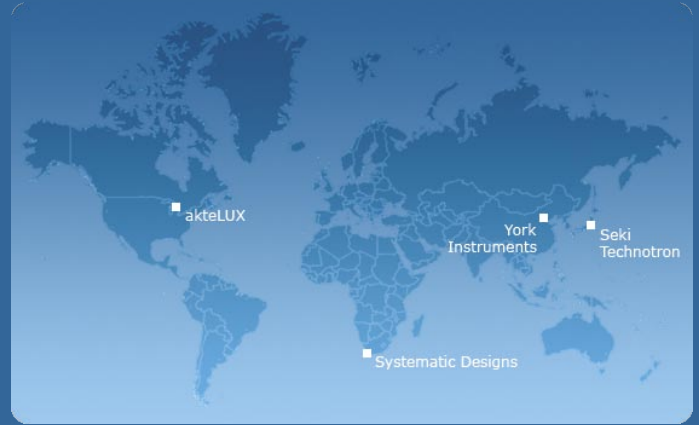 akteLUX
York
Instruments
Seki
Technotron
Systematic Designs